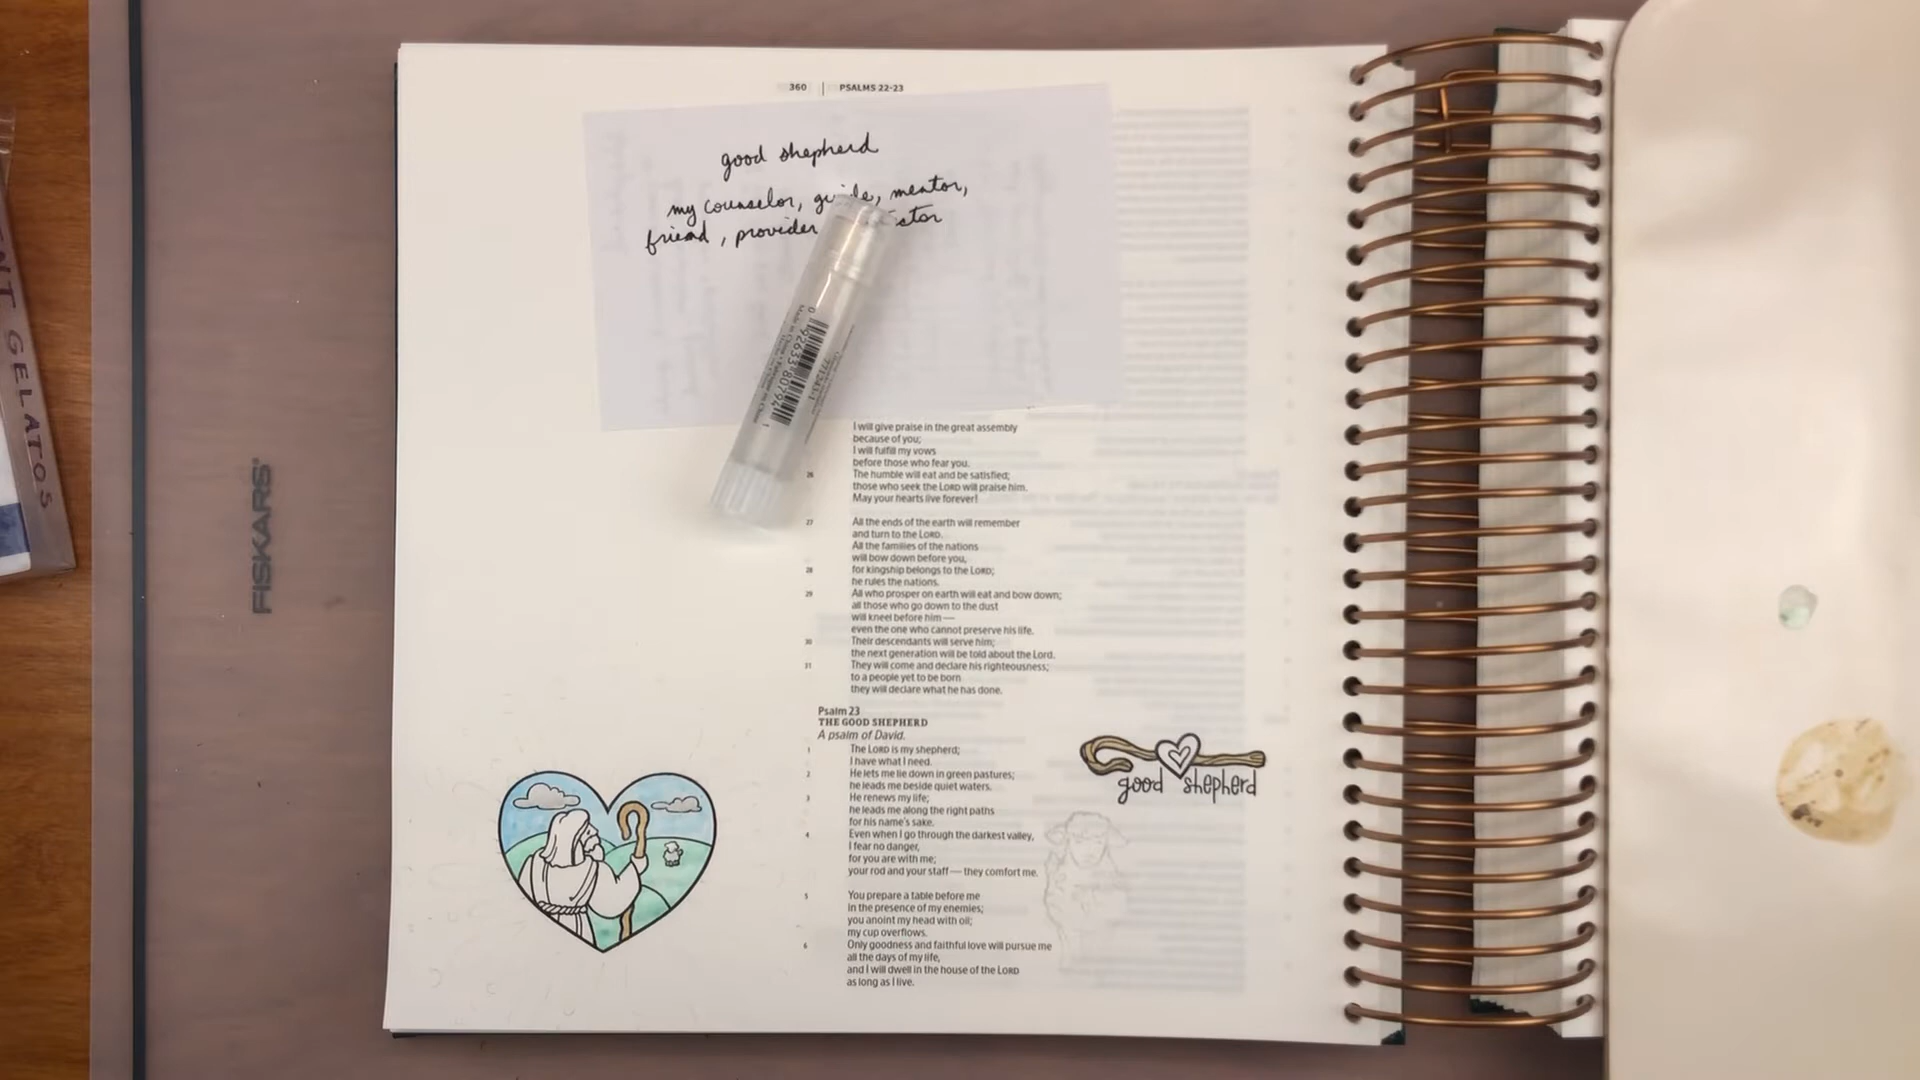 360 | PSALMS 22-23
good shepherd
my counselor, guide, mentor,
friend, provider
I will give praise in the great assembly
because of you;
I will fulfill my vows
before those who fear you.
26 The humble will eat and be satisfied;
those who seek the LORD will praise him.
May your hearts live forever!
27 All the ends of the earth will remember
and turn to the LORD.
All the families of the nations
will bow down before you,
28 for kingship belongs to the LORD;
he rules the nations.
29 All who prosper on earth will eat and bow down;
all those who go down to the dust
will kneel before him —
even the one who cannot preserve his life.
30 Their descendants will serve him;
the next generation will be told about the Lord.
31 They will come and declare his righteousness;
to a people yet to be born
they will declare what he has done.
Psalm 23
THE GOOD SHEPHERD
A psalm of David.
1 The LORD is my shepherd;
I have what I need.
2 He lets me lie down in green pastures;
he leads me beside quiet waters.
3 He renews my life;
he leads me along the right paths
for his name's sake.
4 Even when I go through the darkest valley,
I fear no danger,
for you are with me;
your rod and your staff — they comfort me.
5 You prepare a table before me
in the presence of my enemies;
you anoint my head with oil;
my cup overflows.
6 Only goodness and faithful love will pursue me
all the days of my life,
and I will dwell in the house of the LORD
as long as I live.
good shepherd
FISKARS
GELATOS
0 92633 80794 1